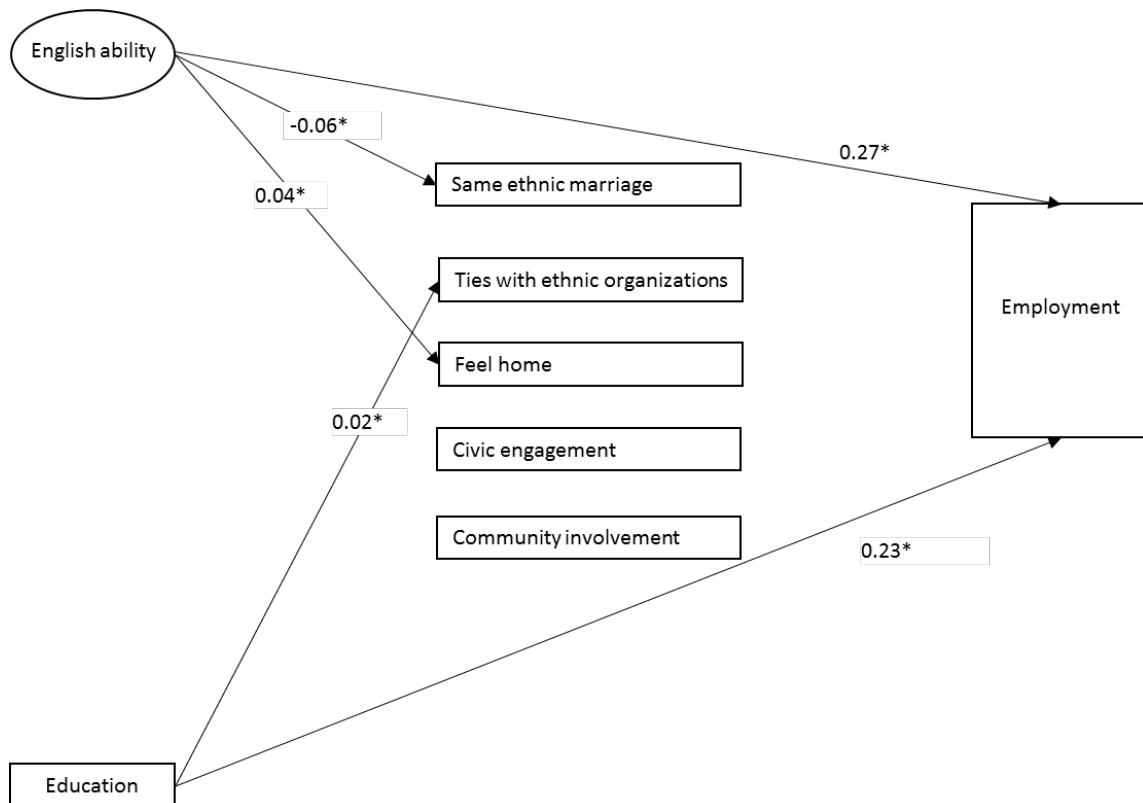 English ability
-0.06*
0.27*
Same ethnic marriage
0.04*
Ties with ethnic organizations
Employment
Feel home
0.02*
Civic engagement
Community involvement
0.23*
Education